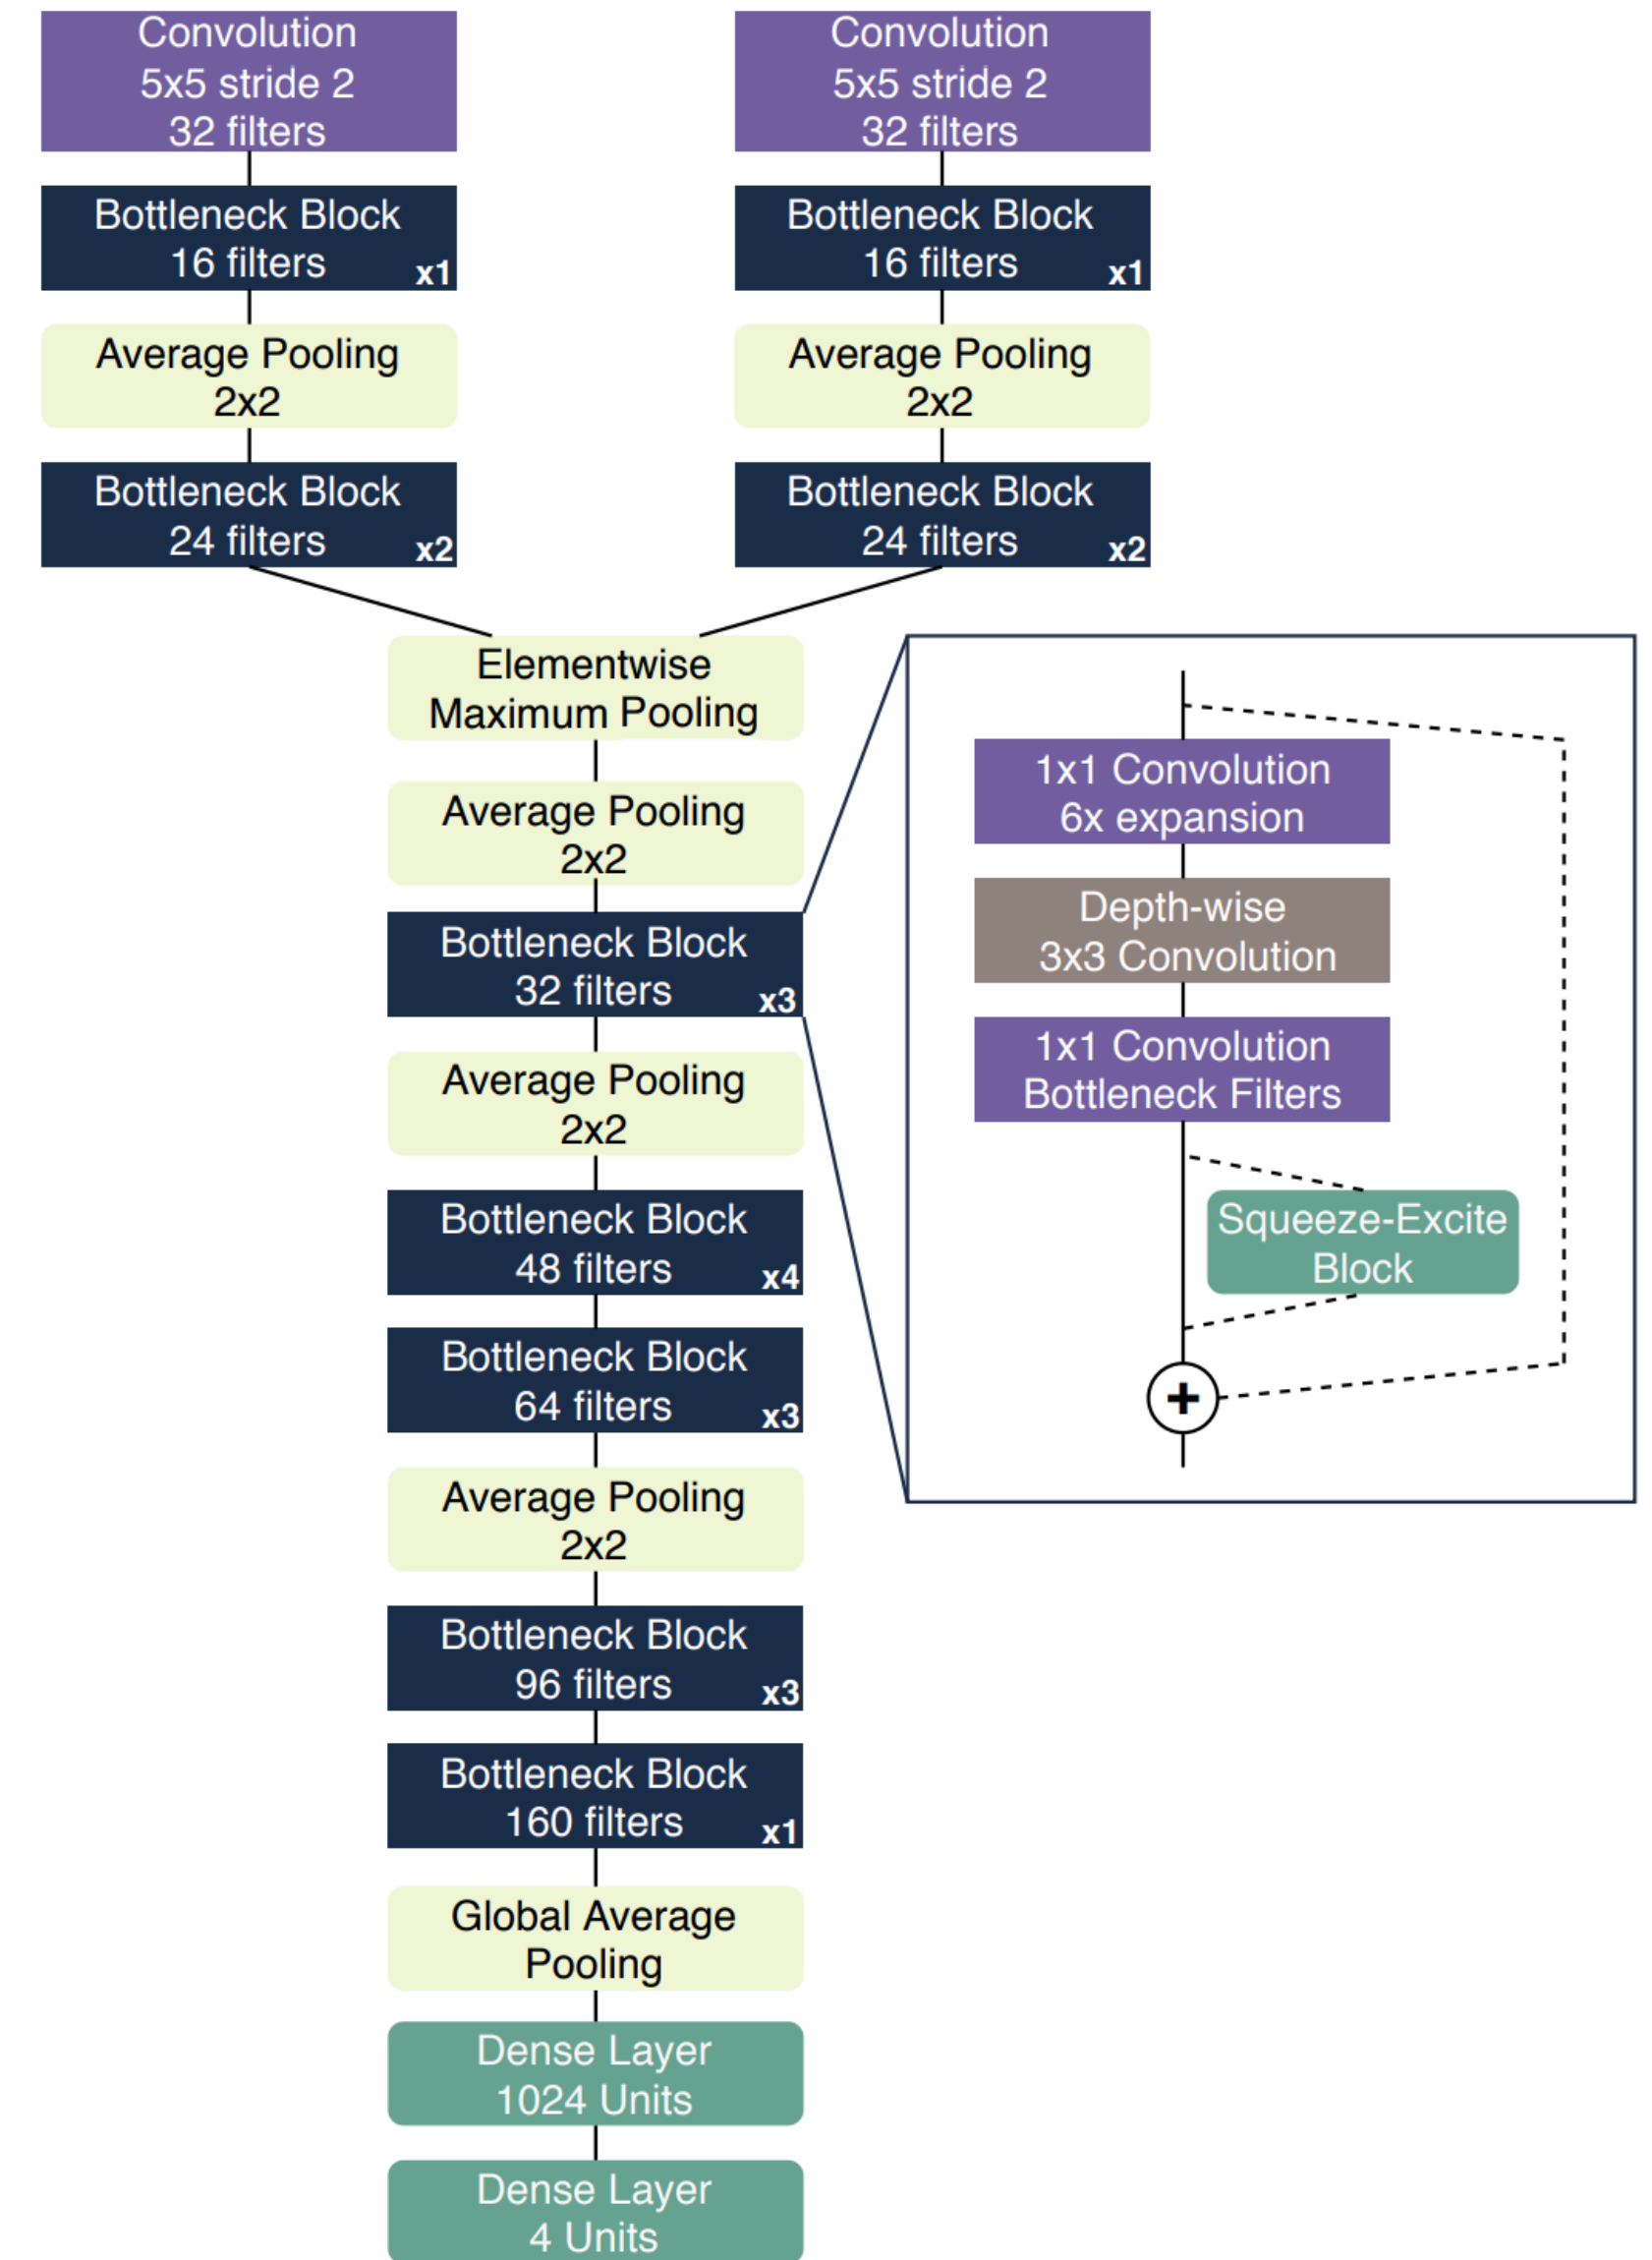 Convolution
5x5 stride 2
32 filters
Bottleneck Block
16 filters
x1
Average Pooling
2x2
Bottleneck Block
24 filters
x2
Convolution
5x5 stride 2
32 filters
Bottleneck Block
16 filters
x1
Average Pooling
2x2
Bottleneck Block
24 filters
x2
Elementwise
Maximum Pooling
Average Pooling
2x2
Bottleneck Block
32 filters
x3
Average Pooling
2x2
Bottleneck Block
48 filters
x4
Bottleneck Block
64 filters
x3
Average Pooling
2x2
Bottleneck Block
96 filters
x3
Bottleneck Block
160 filters
x1
Global Average
Pooling
Dense Layer
1024 Units
Dense Layer
4 Units
1x1 Convolution
6x expansion
Depth-wise
3x3 Convolution
1x1 Convolution
Bottleneck Filters
Squeeze-Excite
Block
+